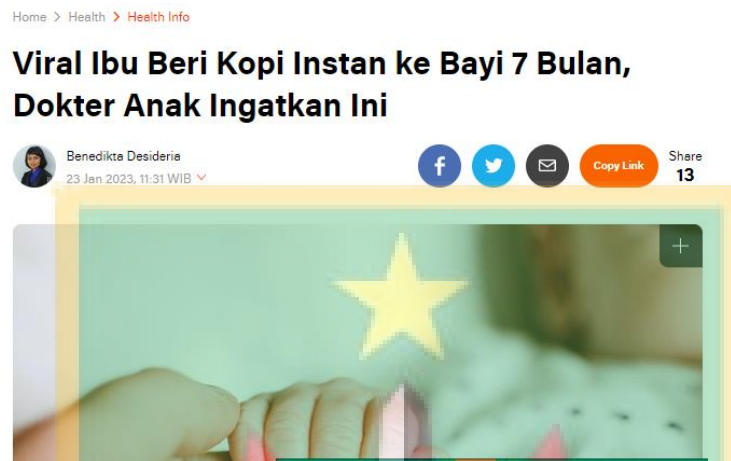 Home > Health > Health Info
Viral Ibu Beri Kopi Instan ke Bayi 7 Bulan,
Dokter Anak Ingatkan Ini
Benedikta Desideria
23 Jan 2023, 11:31 WIB
Copy Link
Share
13